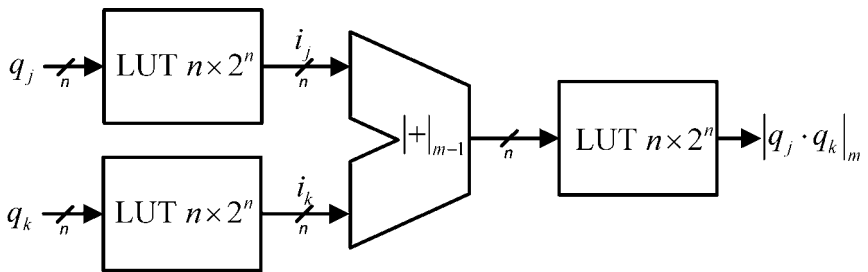 q_j
n
LUT n×2^n
i_j
n
|+|_{m−1}
n
LUT n×2^n
|q_j · q_k|_m
q_k
n
LUT n×2^n
i_k
n